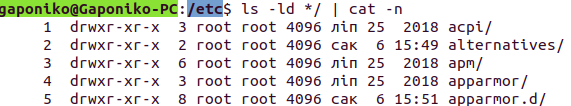 gaponiko@Gaponiko-PC:/etc$ ls -ld */ | cat -n
1 drwxr-xr-x 3 root root 4096 ліп 25 2018 acpi/
2 drwxr-xr-x 2 root root 4096 сак 6 15:49 alternatives/
3 drwxr-xr-x 6 root root 4096 ліп 25 2018 apm/
4 drwxr-xr-x 3 root root 4096 ліп 25 2018 apparmor/
5 drwxr-xr-x 8 root root 4096 сак 6 15:51 apparmor.d/